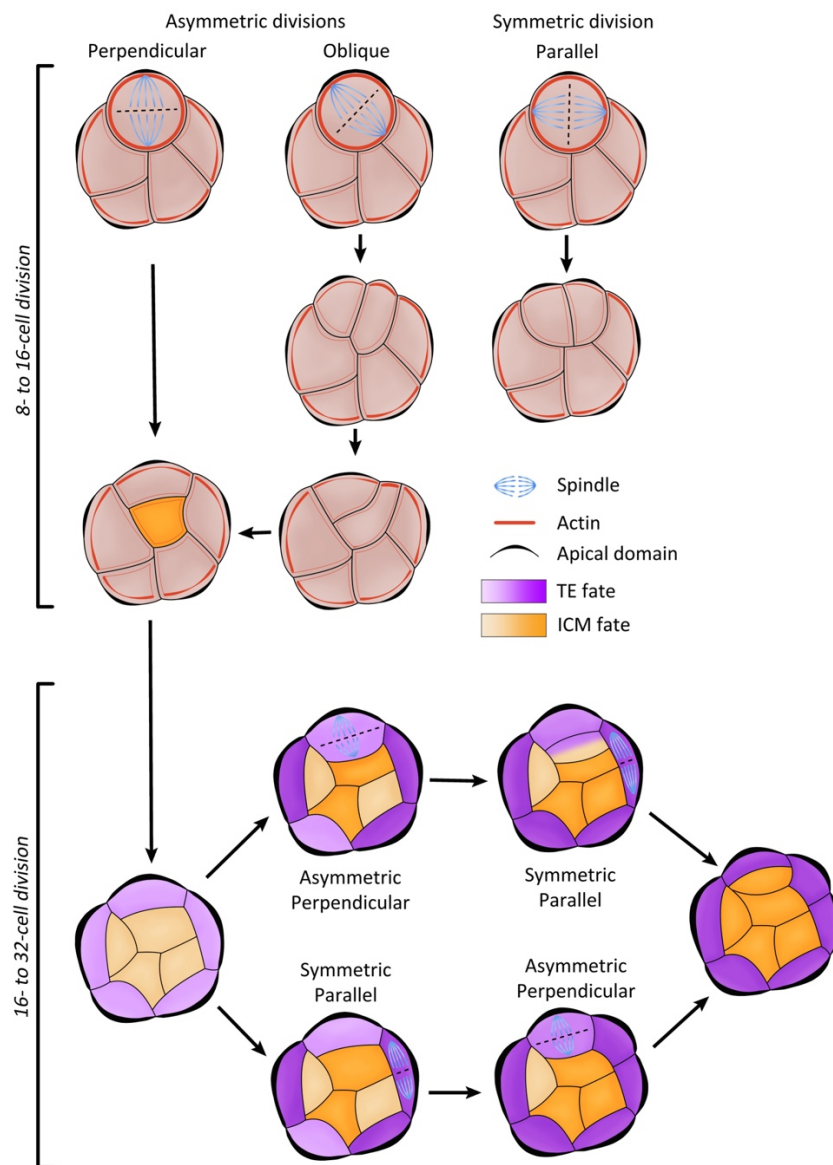 Asymmetric divisions
Symmetric division
Perpendicular
Oblique
Parallel
8- to 16-cell division
Spindle
Actin
Apical domain
TE fate
ICM fate
16- to 32-cell division
Asymmetric
Perpendicular
Symmetric
Parallel
Symmetric
Parallel
Asymmetric
Perpendicular